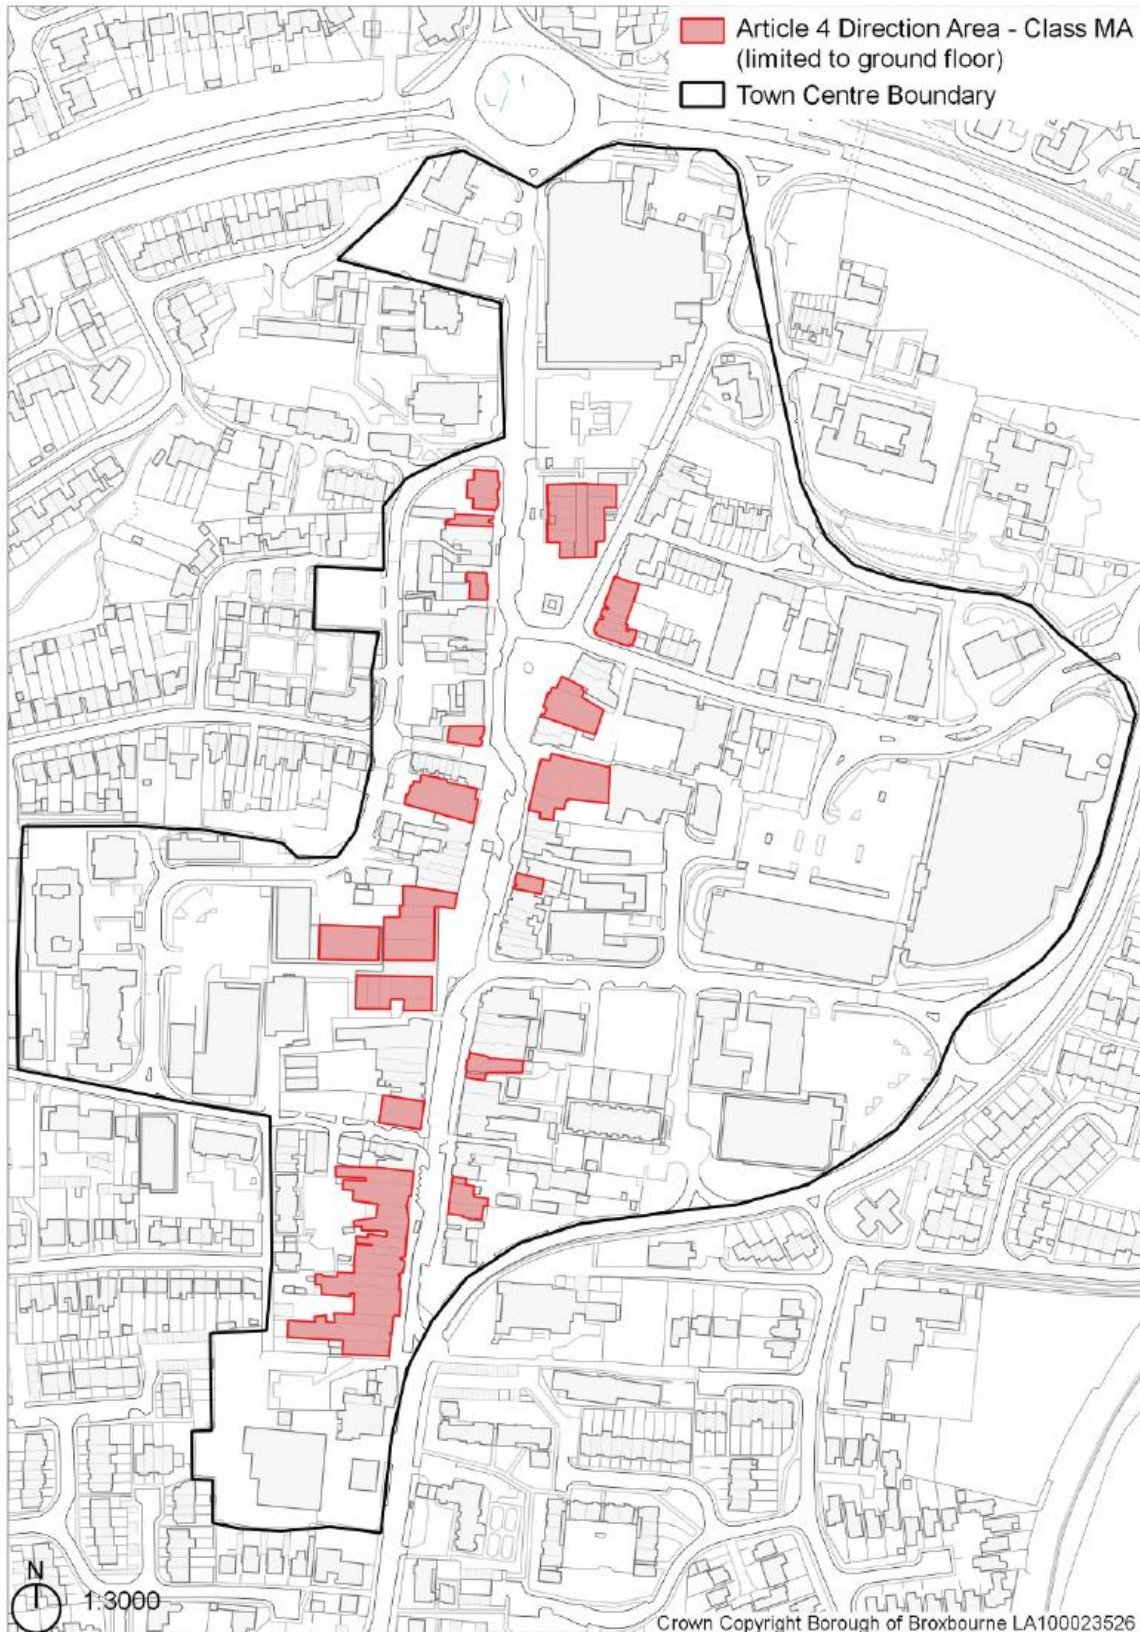 Article 4 Direction Area - Class MA
(limited to ground floor)
Town Centre Boundary
N
1:3000
Crown Copyright Borough of Broxbourne LA100023526